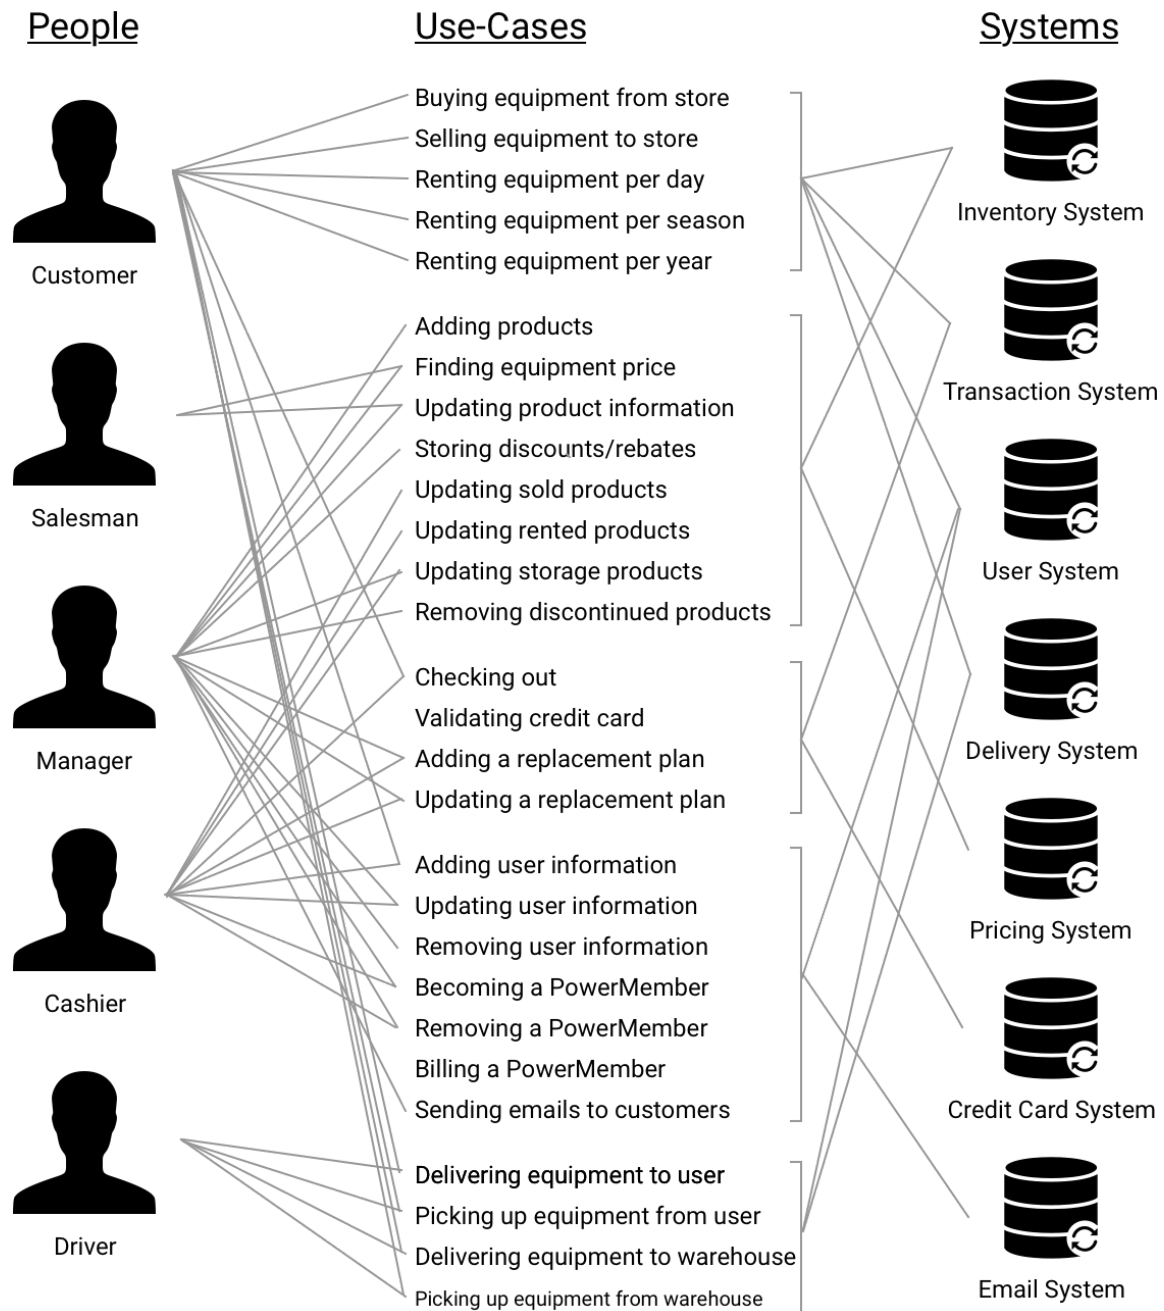 People
Use-Cases
Systems
Customer
Salesman
Manager
Cashier
Driver
Buying equipment from store
Selling equipment to store
Renting equipment per day
Renting equipment per season
Renting equipment per year
Adding products
Finding equipment price
Updating product information
Storing discounts/rebates
Updating sold products
Updating rented products
Updating storage products
Removing discontinued products
Checking out
Validating credit card
Adding a replacement plan
Updating a replacement plan
Adding user information
Updating user information
Removing user information
Becoming a PowerMember
Removing a PowerMember
Billing a PowerMember
Sending emails to customers
Delivering equipment to user
Picking up equipment from user
Delivering equipment to warehouse
Picking up equipment from warehouse
Inventory System
Transaction System
User System
Delivery System
Pricing System
Credit Card System
Email System